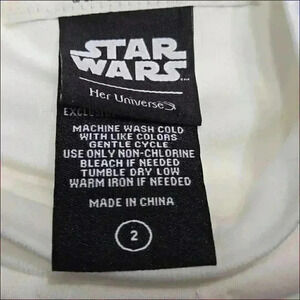 STAR
WARS
Her Universe
MACHINE WASH COLD
WITH LIKE COLORS
GENTLE CYCLE
USE ONLY NON-CHLORINE
BLEACH IF NEEDED
TUMBLE DRY LOW
WARM IRON IF NEEDED
MADE IN CHINA
2